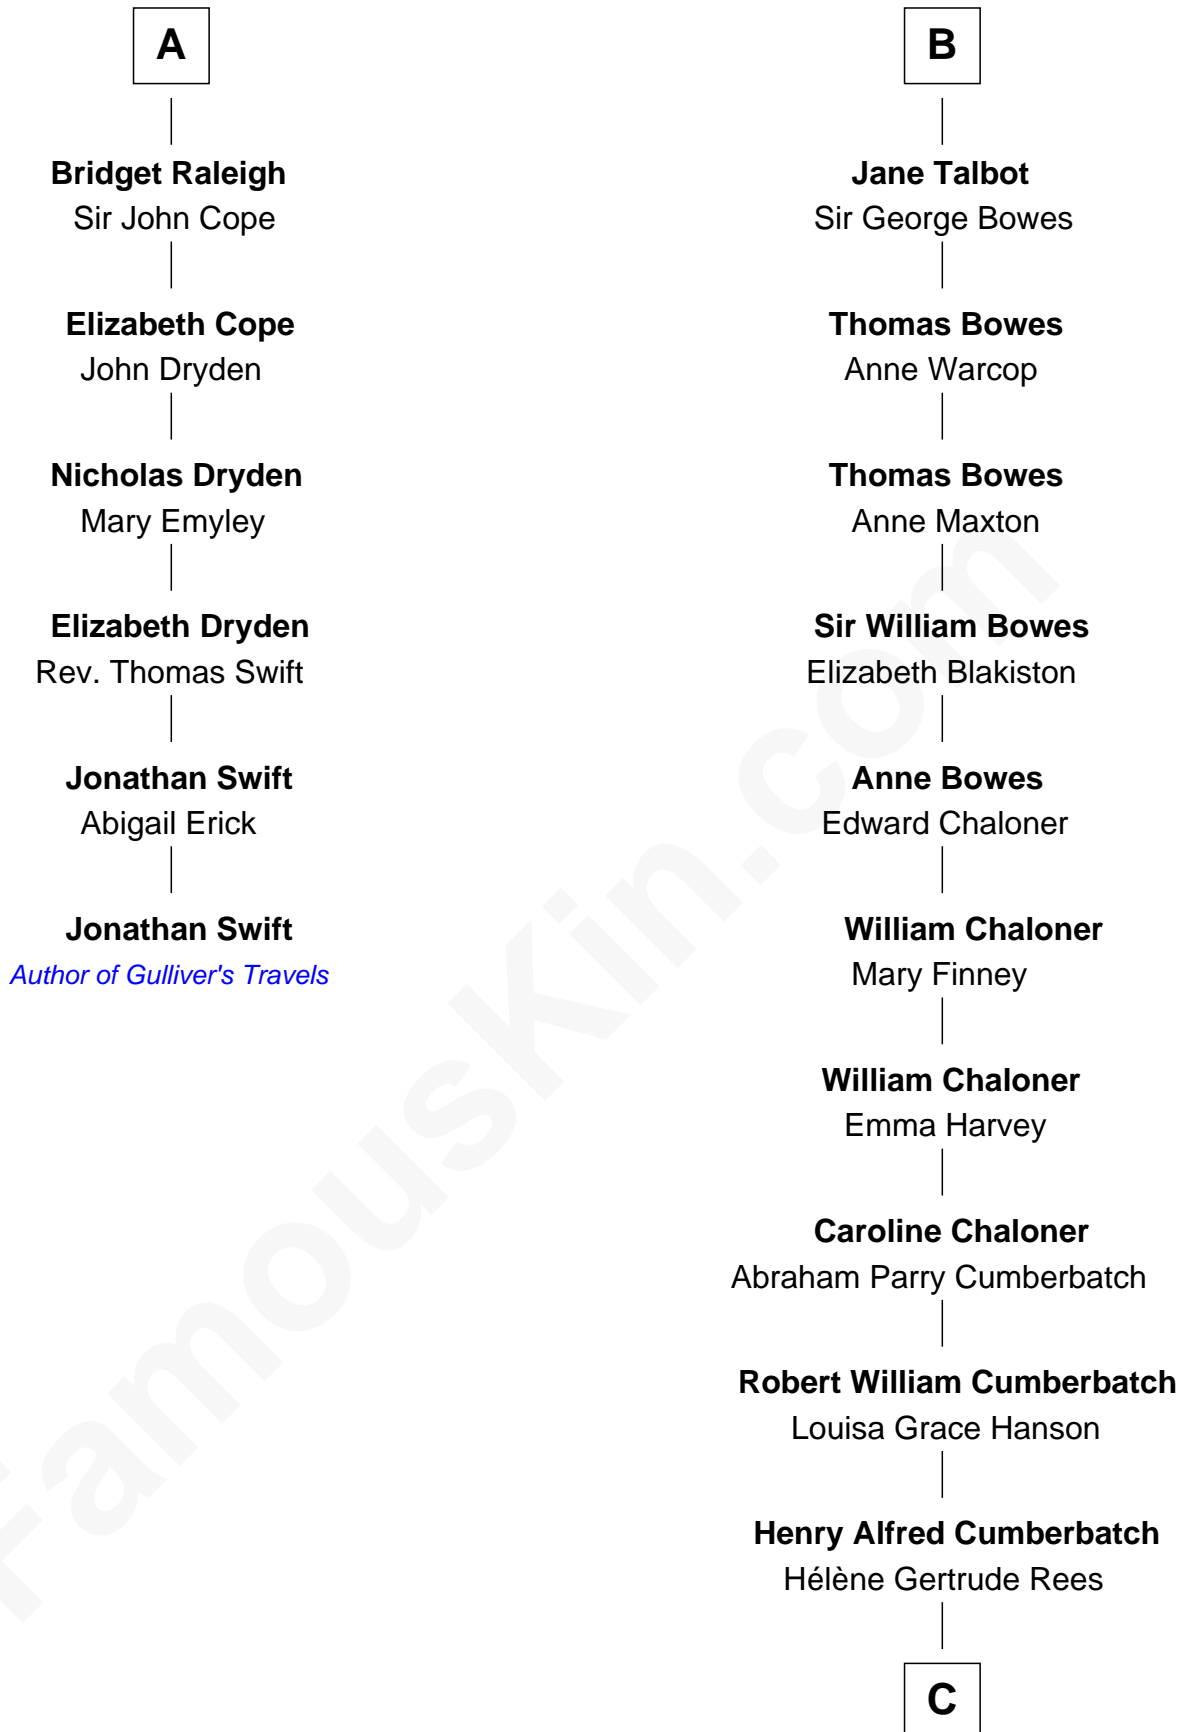 A
Bridget Raleigh
Sir John Cope
Elizabeth Cope
John Dryden
Nicholas Dryden
Mary Emyley
Elizabeth Dryden
Rev. Thomas Swift
Jonathan Swift
Abigail Erick
Jonathan Swift
Author of Gulliver's Travels
B
Jane Talbot
Sir George Bowes
Thomas Bowes
Anne Warcop
Thomas Bowes
Anne Maxton
Sir William Bowes
Elizabeth Blakiston
Anne Bowes
Edward Chaloner
William Chaloner
Mary Finney
William Chaloner
Emma Harvey
Caroline Chaloner
Abraham Parry Cumberbatch
Robert William Cumberbatch
Louisa Grace Hanson
Henry Alfred Cumberbatch
Hélène Gertrude Rees
C
FamousKin.com